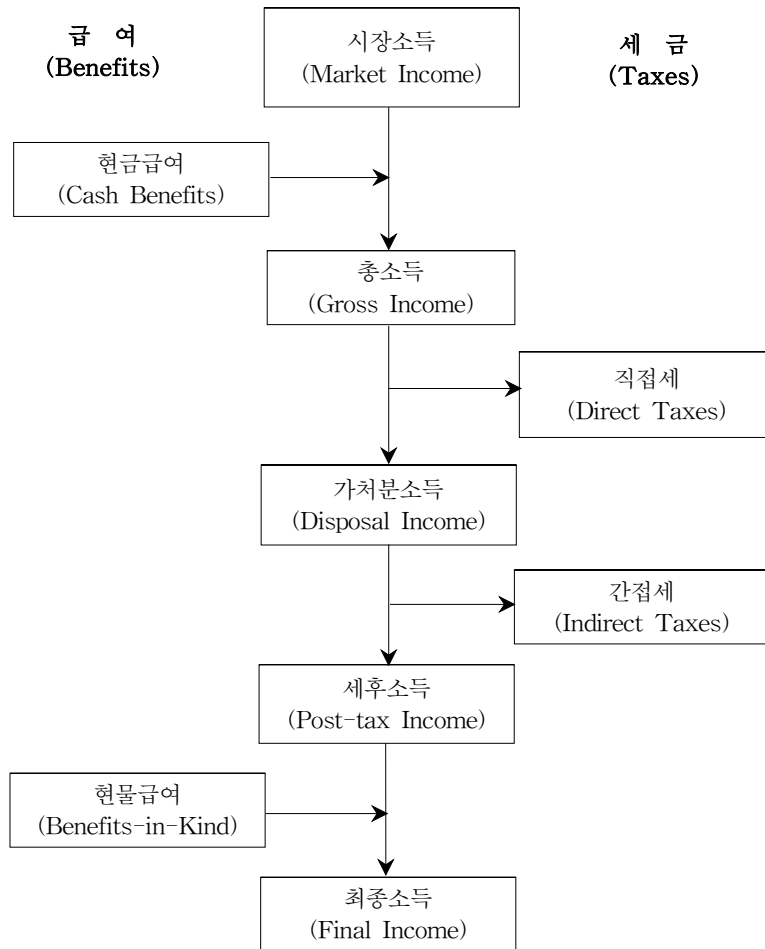 급 여
(Benefits)
시장소득
(Market Income)
세 금
(Taxes)
현금급여
(Cash Benefits)
총소득
(Gross Income)
직접세
(Direct Taxes)
가처분소득
(Disposal Income)
간접세
(Indirect Taxes)
세후소득
(Post-tax Income)
현물급여
(Benefits-in-Kind)
최종소득
(Final Income)